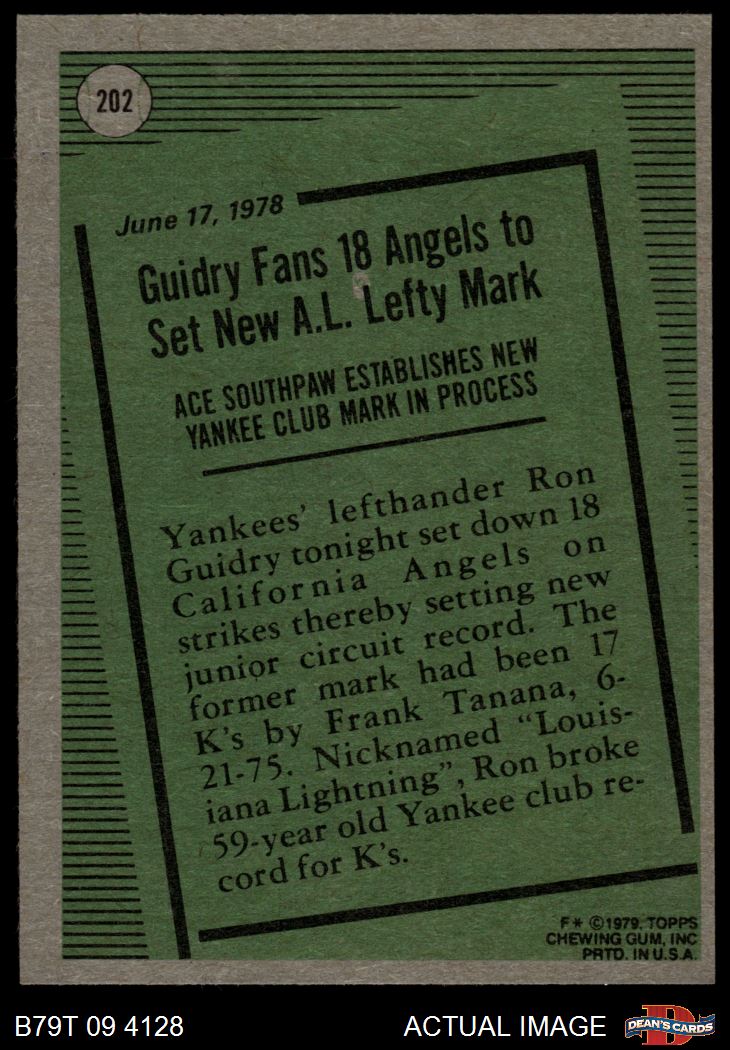 202
June 17, 1978
Guidry Fans 18 Angels to
Set New A.L. Lefty Mark
ACE SOUTHPAW ESTABLISHES NEW
YANKEE CLUB MARK IN PROCESS
Yankees' lefthander Ron
Guidry tonight set down 18
California Angels on
strikes thereby setting new
junior circuit record. The
former mark had been 17
K's by Frank Tanana, 6-
21-75. Nicknamed "Louis-
iana Lightning", Ron broke
59-year old Yankee club re-
cord for K's.
F* ©1979. TOPPS
CHEWING GUM, INC
PRTD. IN U.S.A.
B79T 09 4128
ACTUAL IMAGE
D
DEAN'S CARDS